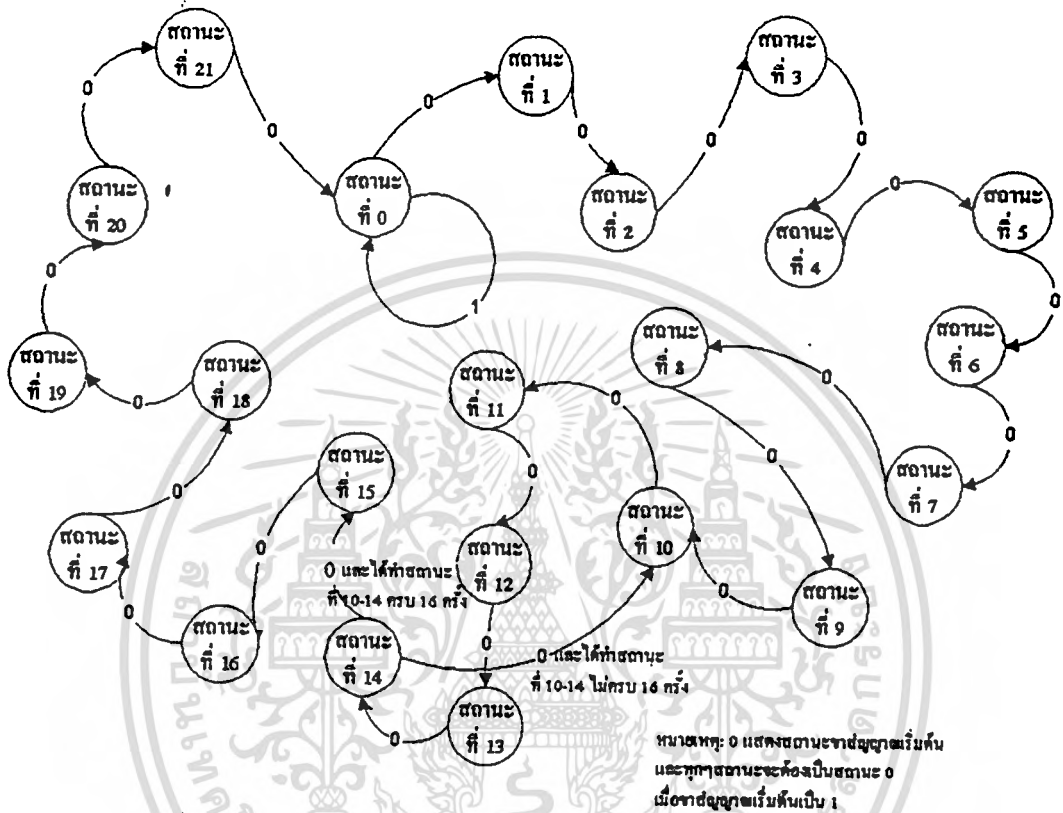 สถานะ
ที่ 21
0
0
สถานะ
ที่ 20
0
สถานะ
ที่ 19
0
สถานะ
ที่ 18
0
สถานะ
ที่ 17
0
สถานะ
ที่ 16
0
สถานะ
ที่ 15
0 และได้ทำสถานะ
ที่ 10-14 ครบ 16 ครั้ง
สถานะ
ที่ 14
0 และได้ทำสถานะ
ที่ 10-14 ไม่ครบ 16 ครั้ง
0
สถานะ
ที่ 13
0
สถานะ
ที่ 12
0
สถานะ
ที่ 11
0
สถานะ
ที่ 10
0
สถานะ
ที่ 9
0
สถานะ
ที่ 8
0
สถานะ
ที่ 7
0
สถานะ
ที่ 6
0
สถานะ
ที่ 5
0
สถานะ
ที่ 4
0
สถานะ
ที่ 3
0
สถานะ
ที่ 2
0
สถานะ
ที่ 1
0
สถานะ
ที่ 0
1
หมายเหตุ: 0 แสดงสถานะขาสัญญาณเริ่มต้น
และทุกๆสถานะจะต้องเป็นสถานะ 0
เมื่อขาสัญญาณเริ่มต้นเป็น 1